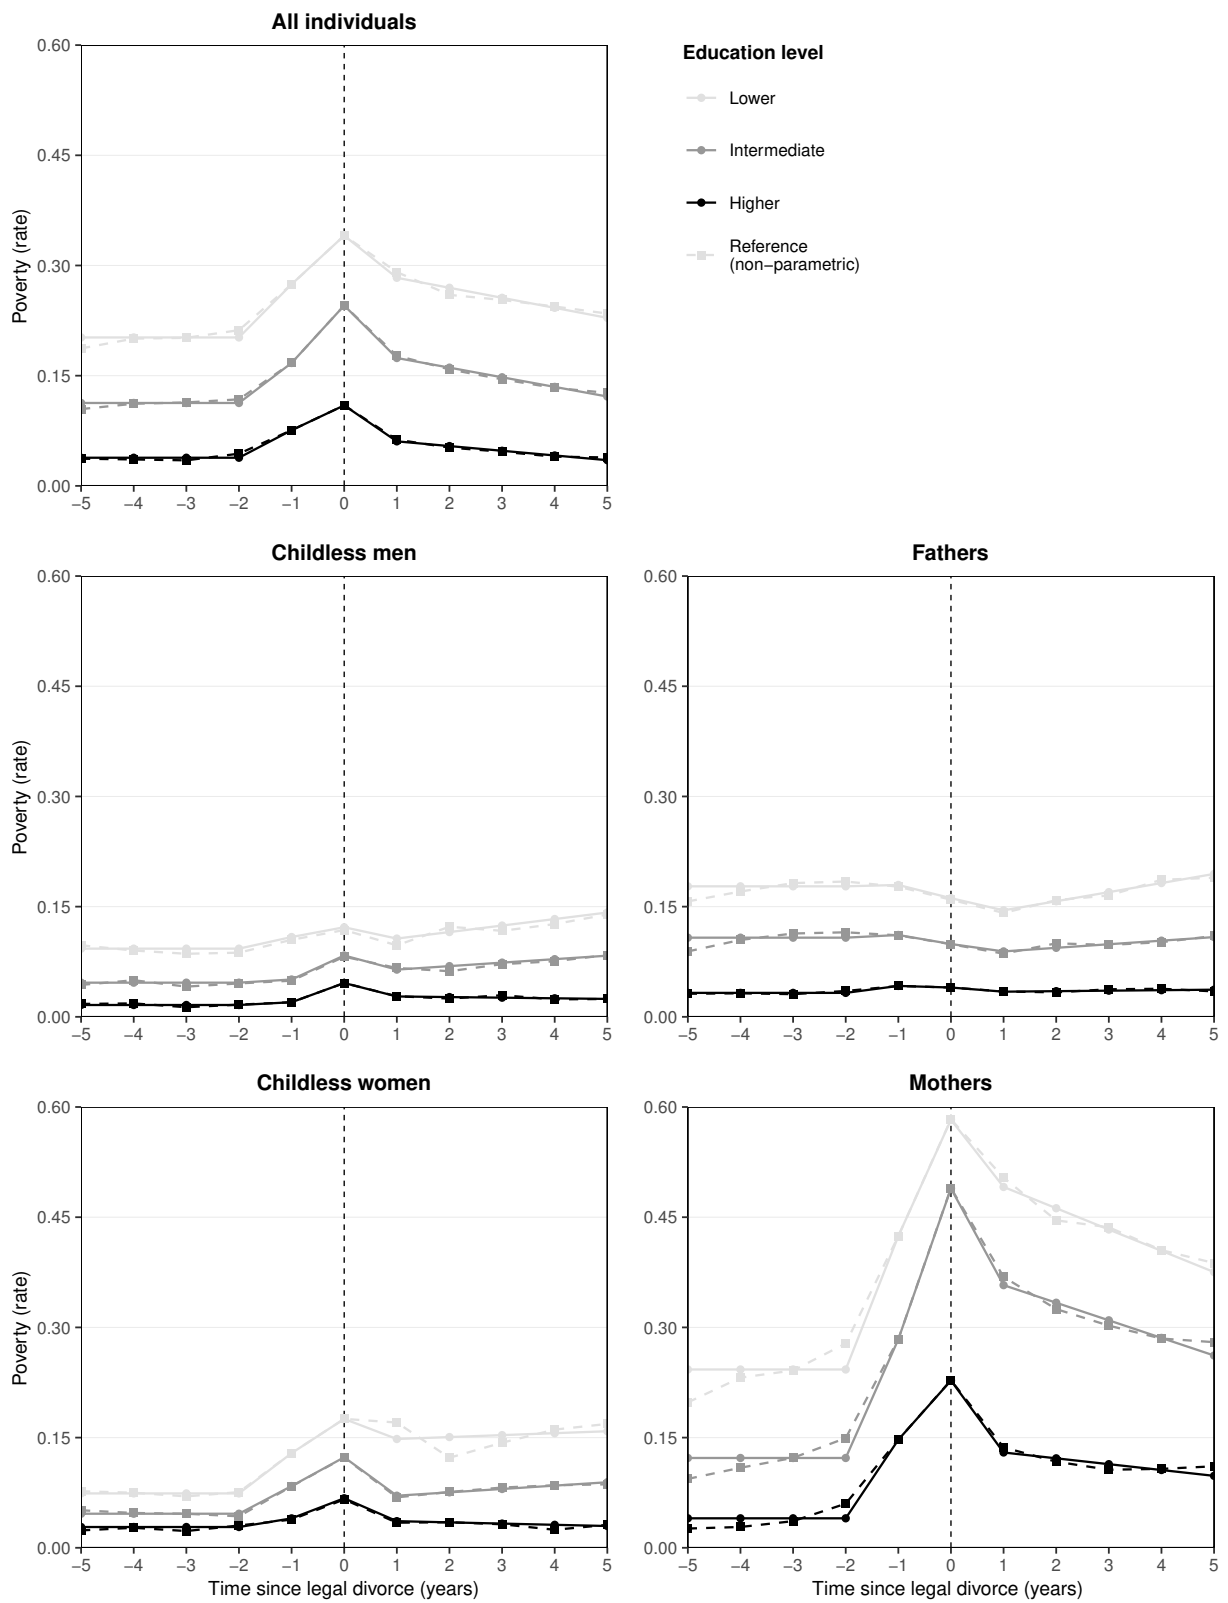 All individuals
Education level
Lower
Intermediate
Higher
Reference
(non−parametric)
Poverty (rate)
0.60
0.45
0.30
0.15
0.00
−5 −4 −3 −2 −1 0 1 2 3 4 5
Childless men
Poverty (rate)
0.60
0.45
0.30
0.15
0.00
−5 −4 −3 −2 −1 0 1 2 3 4 5
Fathers
0.60
0.45
0.30
0.15
0.00
−5 −4 −3 −2 −1 0 1 2 3 4 5
Childless women
Poverty (rate)
0.60
0.45
0.30
0.15
0.00
−5 −4 −3 −2 −1 0 1 2 3 4 5
Time since legal divorce (years)
Mothers
0.60
0.45
0.30
0.15
0.00
−5 −4 −3 −2 −1 0 1 2 3 4 5
Time since legal divorce (years)